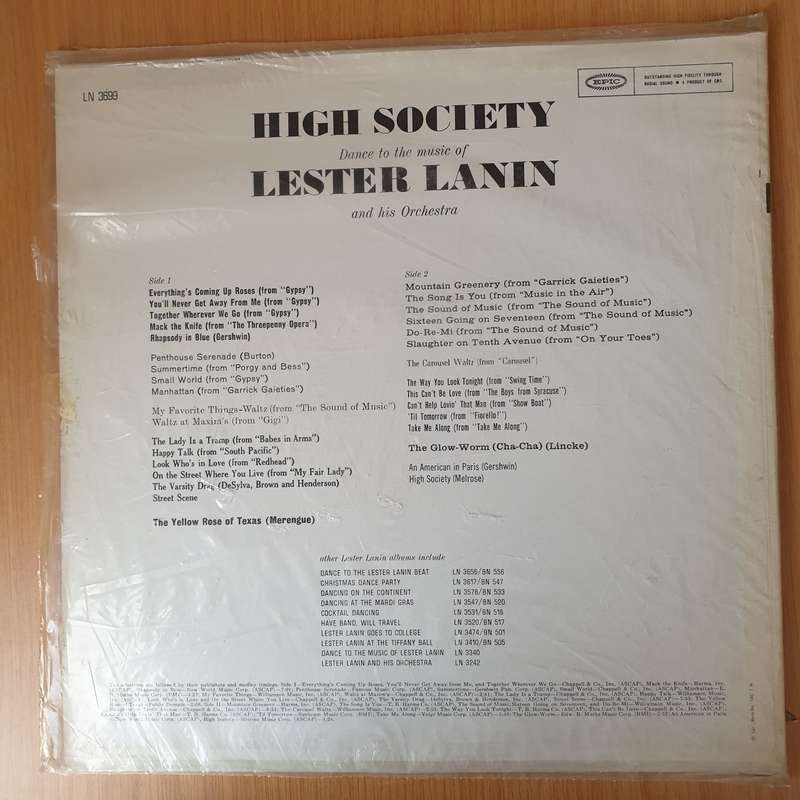 LN 3699
EPIC
OUTSTANDING HIGH FIDELITY THROUGH
RADIAL SOUND ● A PRODUCT OF CBS
HIGH SOCIETY
Dance to the music of
LESTER LANIN
and his Orchestra
Side 1
Everything's Coming Up Roses (from "Gypsy")
You'll Never Get Away From Me (from "Gypsy")
Together Wherever We Go (from "Gypsy")
Mack the Knife (from "The Threepenny Opera")
Rhapsody in Blue (Gershwin)
Penthouse Serenade (Burton)
Summertime (from "Porgy and Bess")
Small World (from "Gypsy")
Manhattan (from "Garrick Gaieties")
My Favorite Things-Waltz (from "The Sound of Music")
Waltz at Maxim's (from "Gigi")
The Lady Is a Tramp (from "Babes in Arms")
Happy Talk (from "South Pacific")
Look Who's in Love (from "Redhead")
On the Street Where You Live (from "My Fair Lady")
The Varsity Drag (DeSylva, Brown and Henderson)
Street Scene
The Yellow Rose of Texas (Merengue)
Side 2
Mountain Greenery (from "Garrick Gaieties")
The Song Is You (from "Music in the Air")
The Sound of Music (from "The Sound of Music")
Sixteen Going on Seventeen (from "The Sound of Music")
Do-Re-Mi (from "The Sound of Music")
Slaughter on Tenth Avenue (from "On Your Toes")
The Carousel Waltz (from "Carousel")
The Way You Look Tonight (from "Swing Time")
This Can't Be Love (from "The Boys from Syracuse")
Can't Help Lovin' That Man (from "Show Boat")
'Til Tomorrow (from "Fiorello!")
Take Me Along (from "Take Me Along")
The Glow-Worm (Cha-Cha) (Lincke)
An American in Paris (Gershwin)
High Society (Melrose)
other Lester Lanin albums include
DANCE TO THE LESTER LANIN BEAT LN 3656/BN 556
CHRISTMAS DANCE PARTY LN 3617/BN 547
DANCING ON THE CONTINENT LN 3578/BN 533
DANCING AT THE MARDI GRAS LN 3547/BN 520
COCKTAIL DANCING LN 3531/BN 518
HAVE BAND, WILL TRAVEL LN 3520/BN 517
LESTER LANIN GOES TO COLLEGE LN 3474/BN 501
LESTER LANIN AT THE TIFFANY BALL LN 3410/BN 505
DANCE TO THE MUSIC OF LESTER LANIN LN 3340
LESTER LANIN AND HIS ORCHESTRA LN 3242